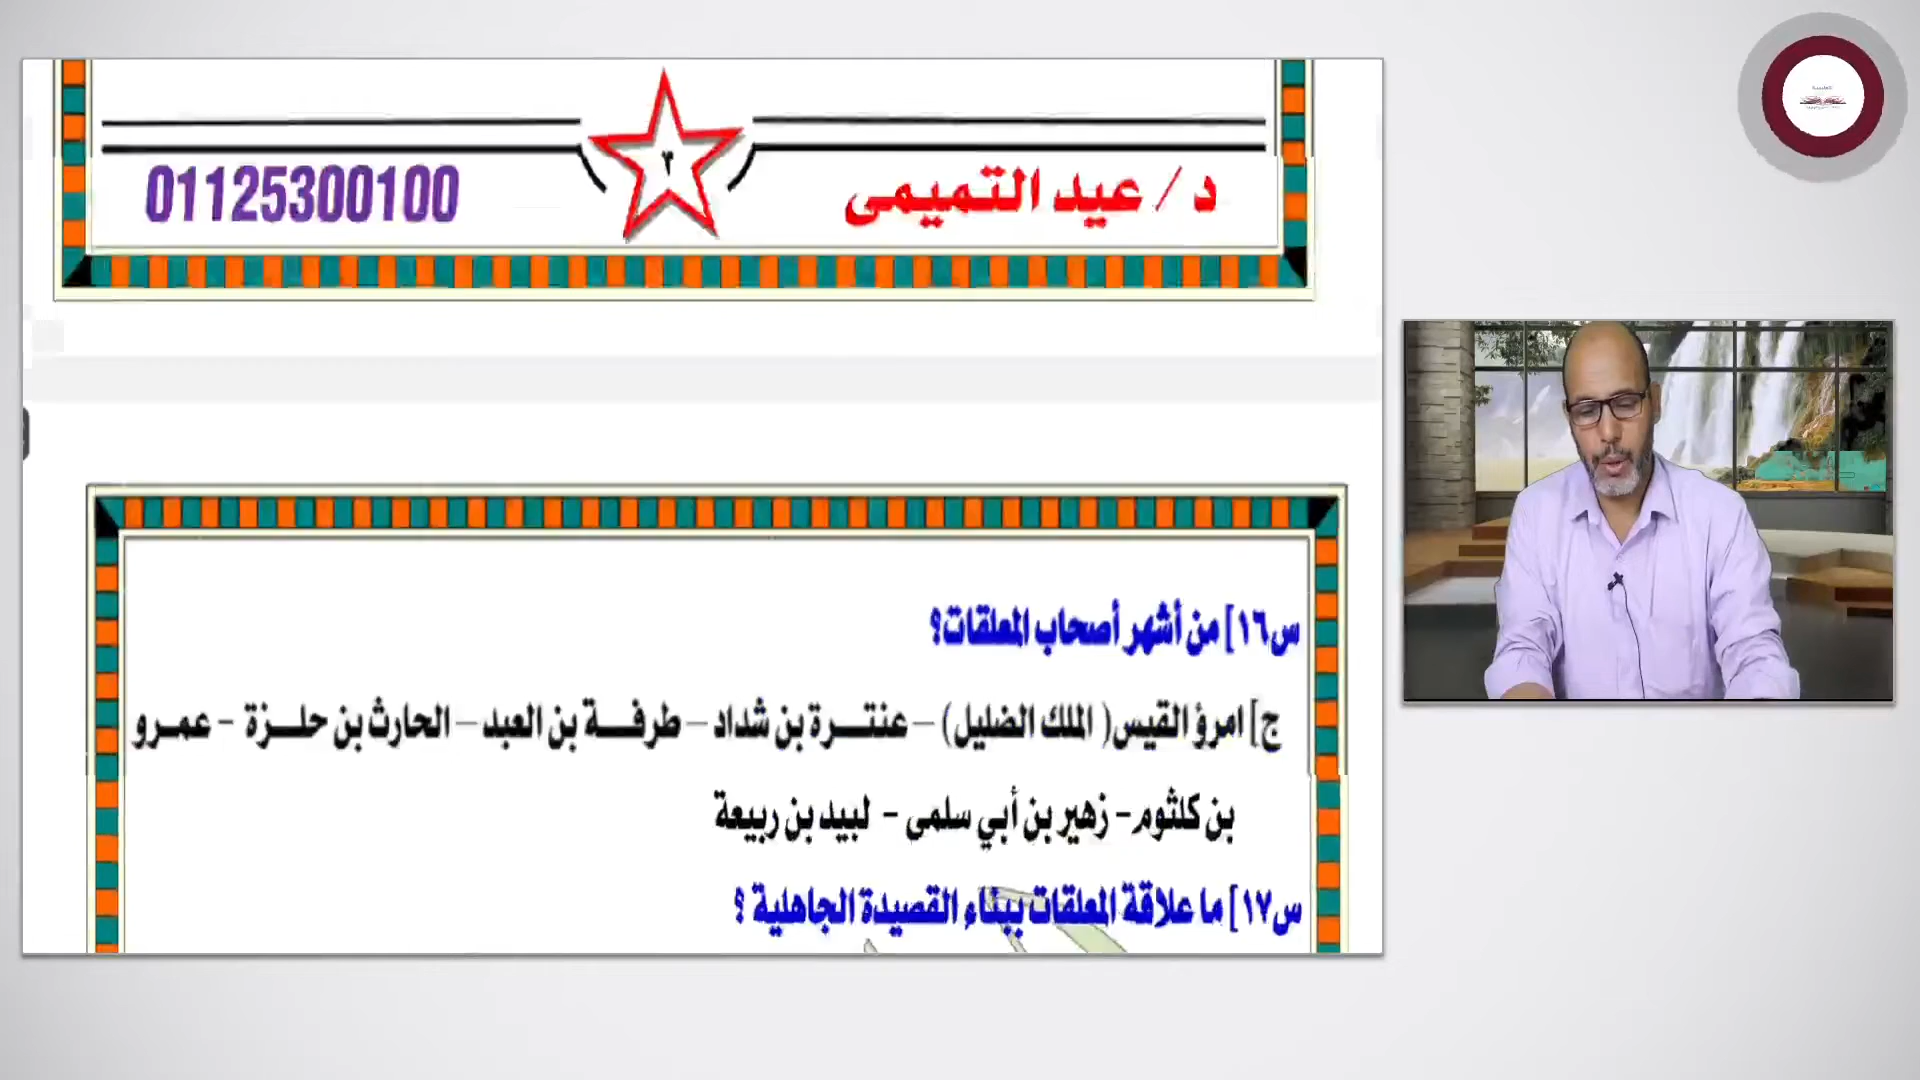 د / عيد التميمى
٣
01125300100
س١٦] من أشهر أصحاب المعلقات؟
ج] امرؤ القيس( الملك الضليل) – عنترة بن شداد – طرفة بن العبد – الحارث بن حلزة - عمرو
بن كلثوم- زهير بن أبي سلمى - لبيد بن ربيعة
س١٧] ما علاقة المعلقات ببناء القصيدة الجاهلية ؟